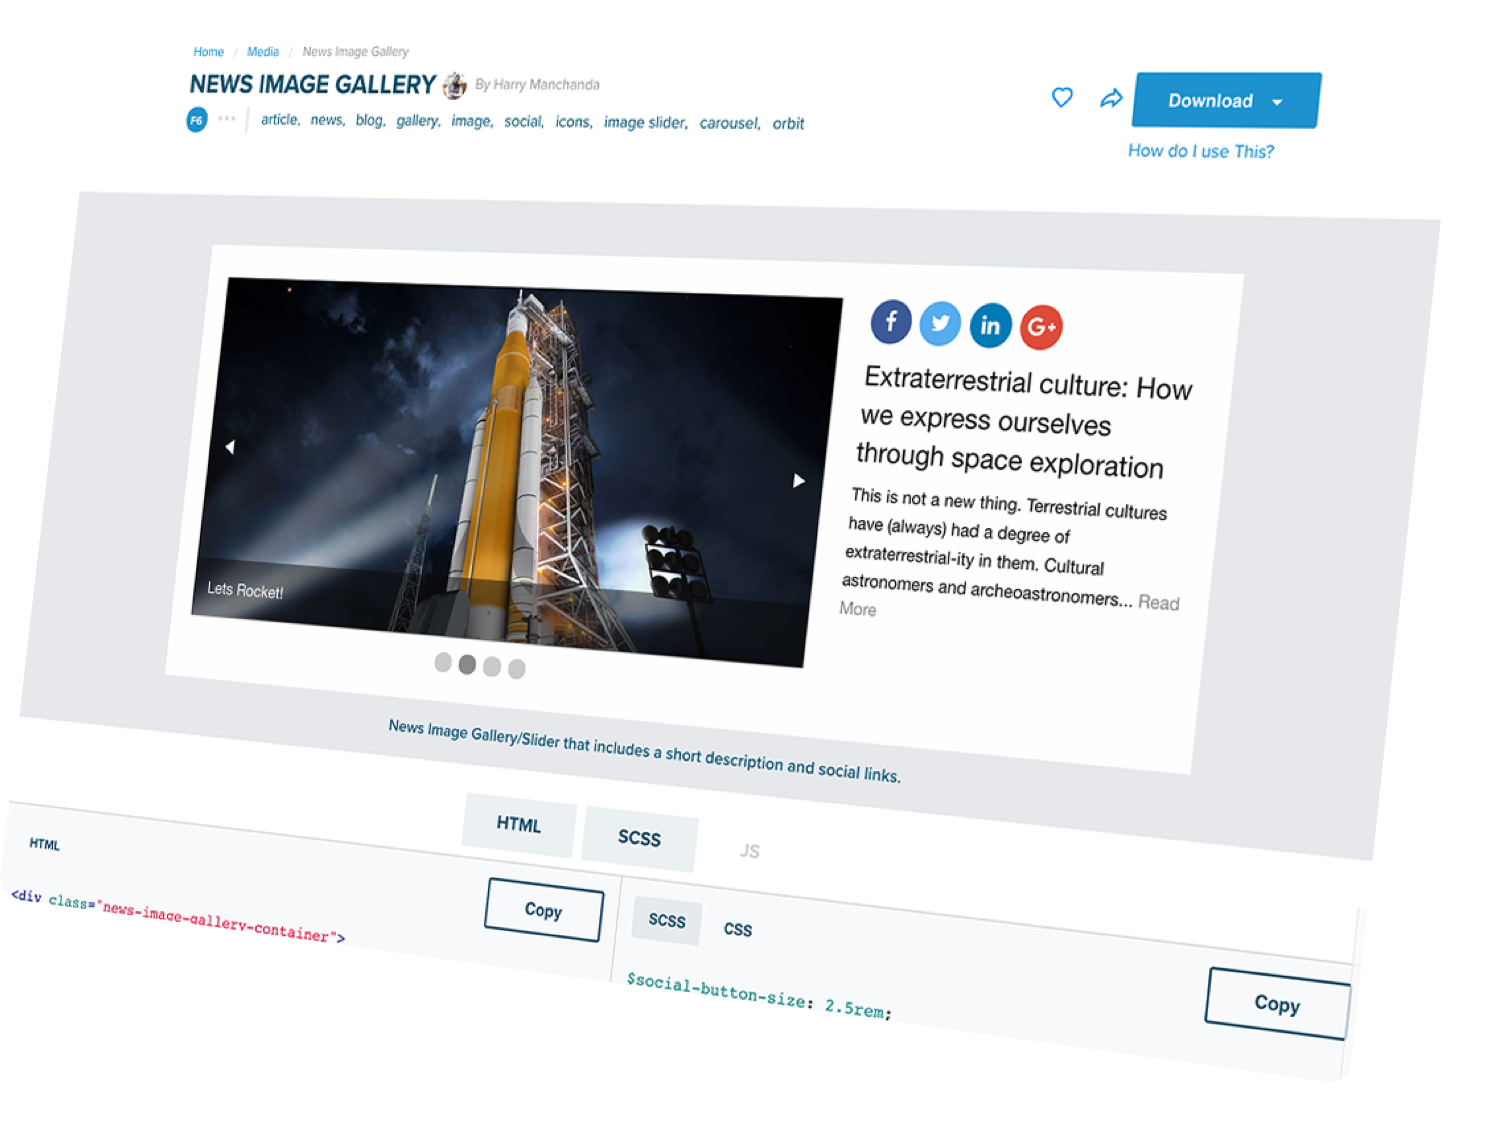 Home / Media / News Image Gallery
NEWS IMAGE GALLERY By Harry Manchanda
F6 ••• article, news, blog, gallery, image, social, icons, image slider, carousel, orbit
Download
How do I use This?
Lets Rocket!
f in G+
Extraterrestrial culture: How
we express ourselves
through space exploration
This is not a new thing. Terrestrial cultures
have (always) had a degree of
extraterrestrial-ity in them. Cultural
astronomers and archeoastronomers... Read
More
News Image Gallery/Slider that includes a short description and social links.
HTML SCSS JS
HTML
Copy
<div class="news-image-gallery-container">
SCSS CSS
Copy
$social-button-size: 2.5rem;